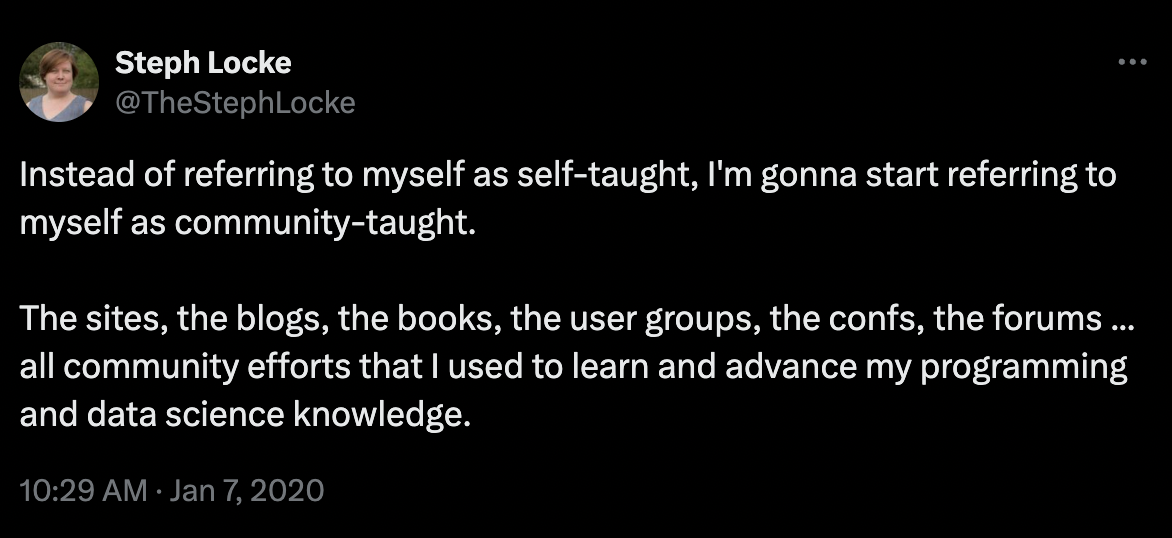 Steph Locke
@TheStephLocke
Instead of referring to myself as self-taught, I'm gonna start referring to
myself as community-taught.
The sites, the blogs, the books, the user groups, the confs, the forums ...
all community efforts that I used to learn and advance my programming
and data science knowledge.
10:29 AM · Jan 7, 2020